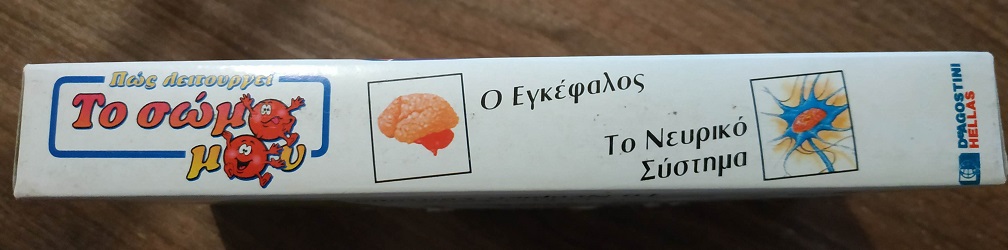 Πώς λειτουργεί
Το σώμα
μου
Ο Εγκέφαλος
Το Νευρικό
Σύστημα
DeAGOSTINI
HELLAS